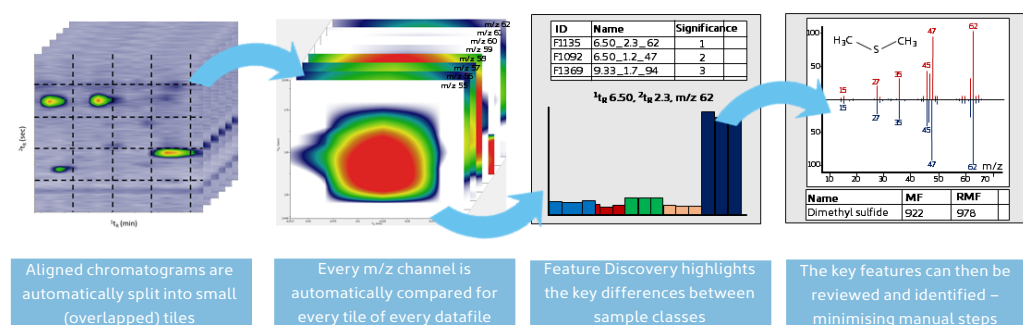 ²tR (sec)
¹tR (min)
m/z 62
m/z 60
m/z 59
m/z 58
m/z 57
m/z 55
ID Name Significance
F1135 6.50_2.3_62 1
F1092 6.50_1.2_47 2
F1369 9.33_1.7_94 3
¹tR 6.50, ²tR 2.3, m/z 62
100
50
0
50
100
H₃C S CH₃
15 27 35 45 47 62
15 27 35 45 47 62
m/z
10 30 50 70
Name MF RMF
Dimethyl sulfide 922 978
Aligned chromatograms are
automatically split into small
(overlapped) tiles
Every m/z channel is
automatically compared for
every tile of every datafile
Feature Discovery highlights
the key differences between
sample classes
The key features can then be
reviewed and identified –
minimising manual steps